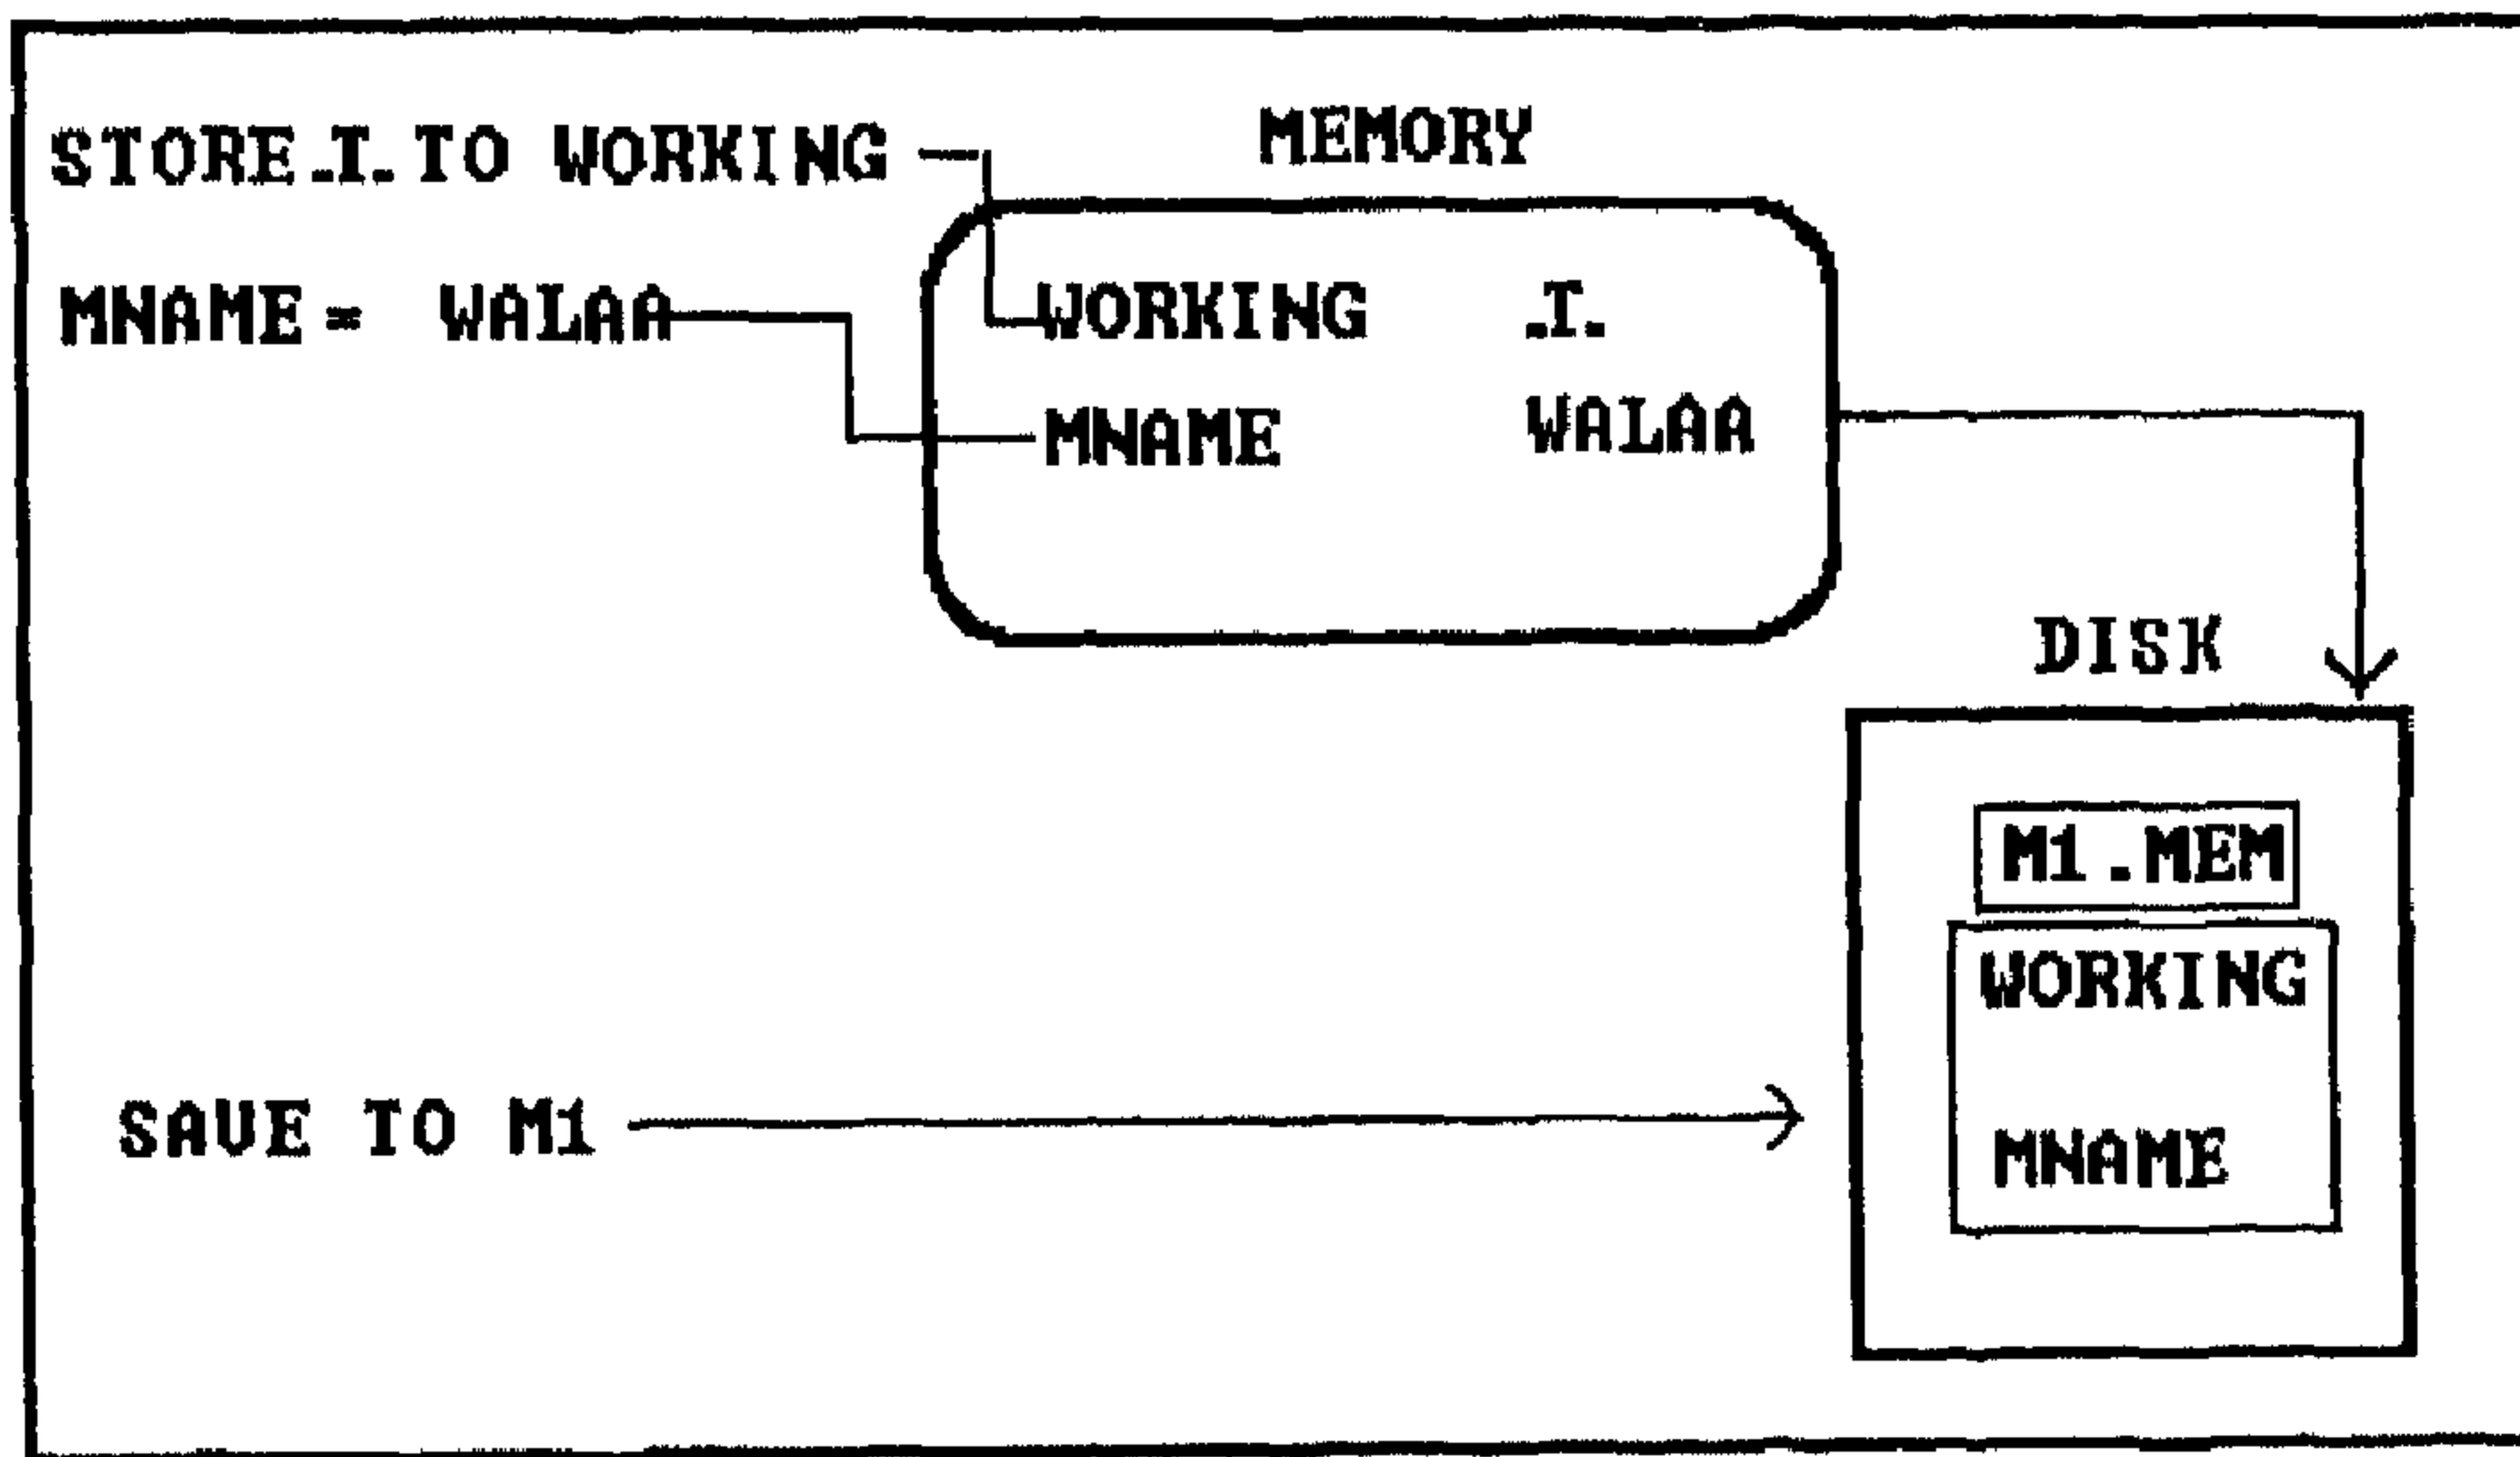 STORE.T.TO WORKING
MEMORY
MNAME= WALAA
WORKING .T.
MNAME WALAA
DISK
M1.MEM
WORKING
MNAME
SAVE TO M1